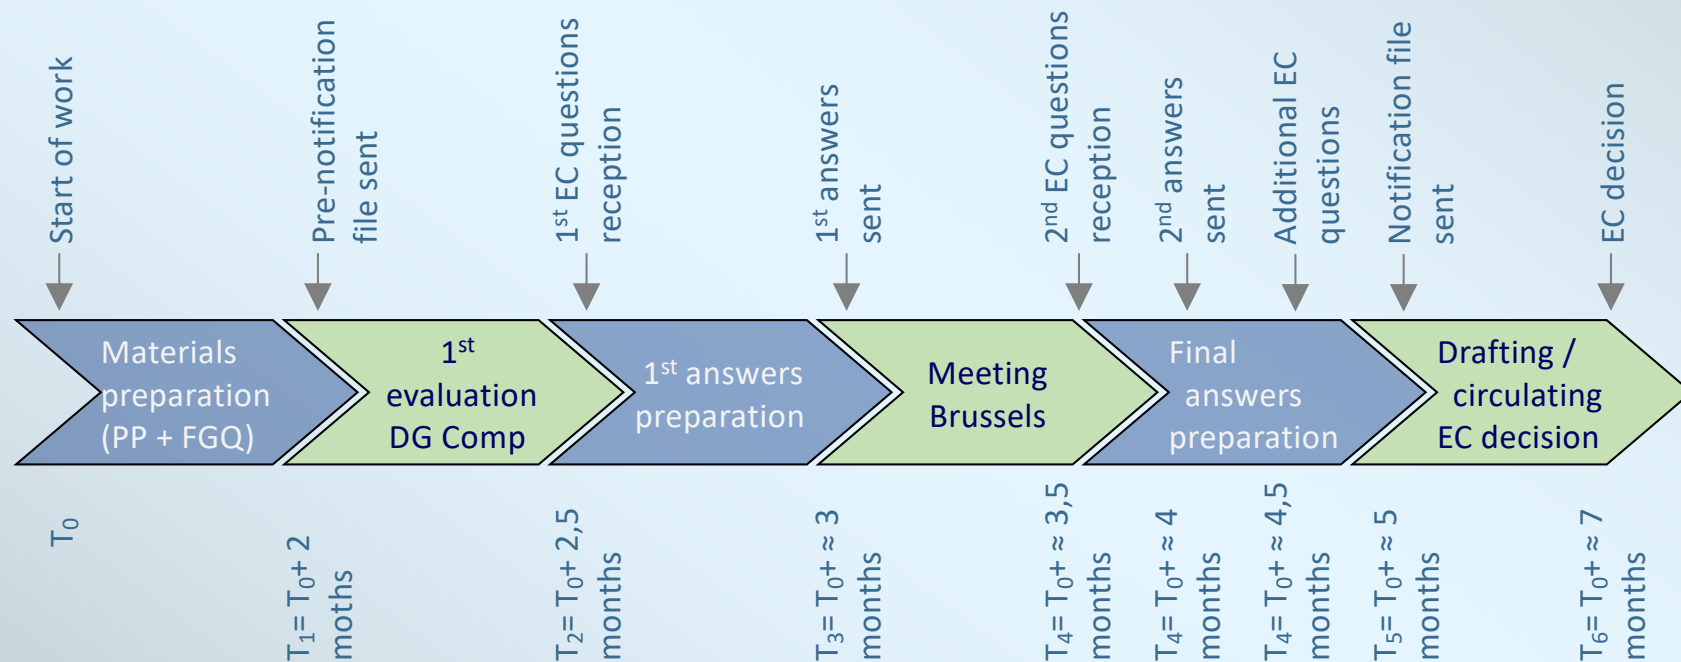 Start of work
Pre-notification
file sent
1st EC questions
reception
1st answers
sent
2nd EC questions
reception
2nd answers
sent
Additional EC
questions
Notification file
sent
EC decision
Materials
preparation
(PP + FGQ)
1st
evaluation
DG Comp
1st answers
preparation
Meeting
Brussels
Final
answers
preparation
Drafting /
circulating
EC decision
T0
T1= T0+ 2
moths
T2= T0+ 2,5
months
T3= T0+ ≈ 3
months
T4= T0+ ≈ 3,5
months
T4= T0+ ≈ 4
months
T4= T0+ ≈ 4,5
months
T5= T0+ ≈ 5
months
T6= T0+ ≈ 7
months